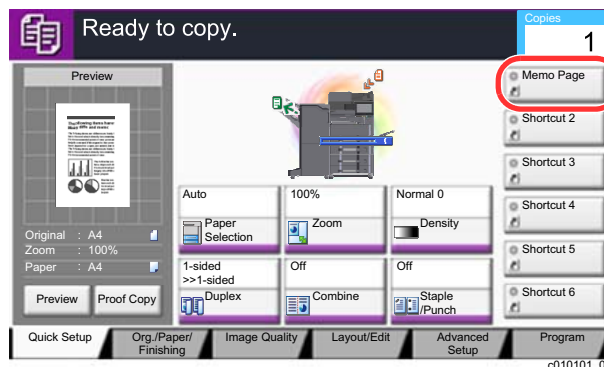 Ready to copy.
Copies
1
Preview
Memo Page
Shortcut 2
Shortcut 3
Shortcut 4
Shortcut 5
Shortcut 6
Auto
Paper
Selection
100%
Zoom
Normal 0
Density
1-sided
>>1-sided
Duplex
Off
Combine
Off
Staple
/Punch
Original : A4
Zoom : 100%
Paper : A4
Preview
Proof Copy
Quick Setup
Org./Paper/
Finishing
Image Quality
Layout/Edit
Advanced
Setup
Program